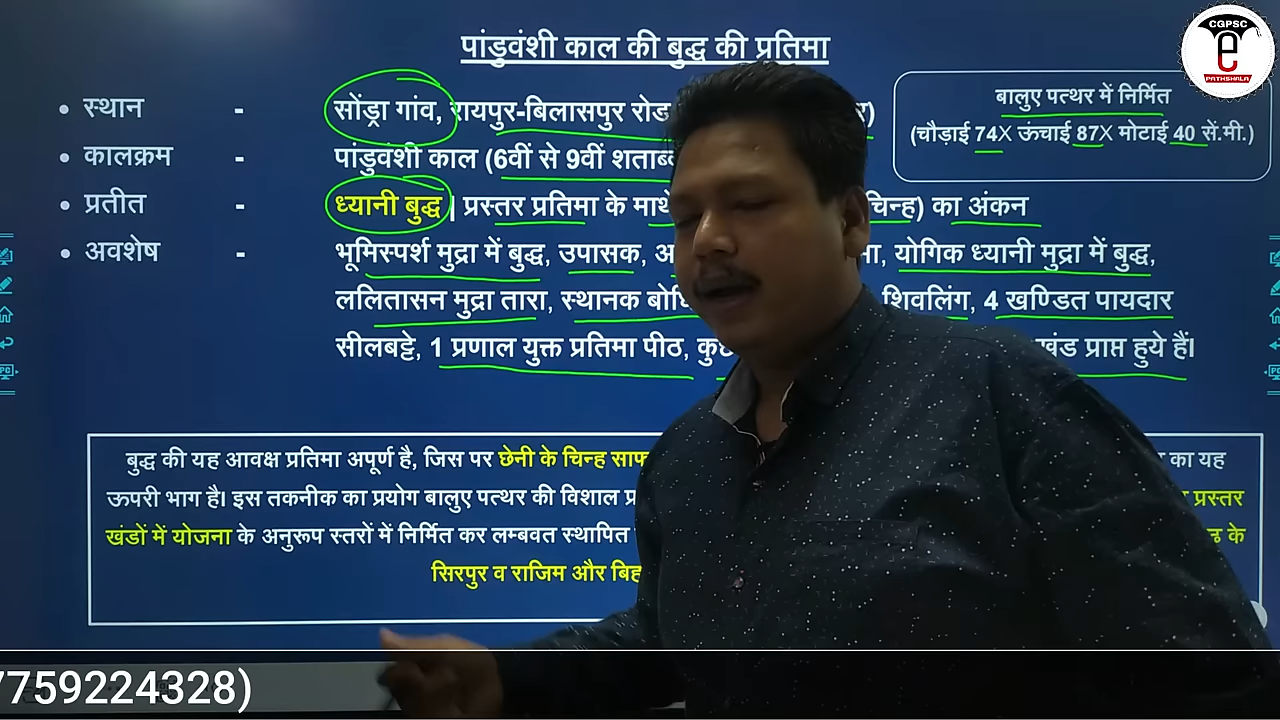 CGPSC
e
PATHSHALA
पांडुवंशी काल की बुद्ध की प्रतिमा
बालुए पत्थर में निर्मित
(चौड़ाई 74X ऊंचाई 87X मोटाई 40 सें.मी.)
• स्थान - सोंड्रा गांव, रायपुर-बिलासपुर रोड )
• कालक्रम - पांडुवंशी काल (6वीं से 9वीं
• प्रतीत - ध्यानी बुद्ध | प्रस्तर प्रतिमा के चिन्ह) का अंकन
• अवशेष - भूमिस्पर्श मुद्रा में बुद्ध, उपासक, योगिक ध्यानी मुद्रा में बुद्ध,
ललितासन मुद्रा तारा, स्थानक शिवलिंग, 4 खण्डित पायदार
सीलबट्टे, 1 प्रणाल युक्त प्रतिमा पीठ, खंड प्राप्त हुये हैं।
बुद्ध की यह आवक्ष प्रतिमा अपूर्ण है, जिस पर छेनी के चिन्ह का यह
ऊपरी भाग है। इस तकनीक का प्रयोग बालुए पत्थर की विशाल प्रस्तर
खंडों में योजना के अनुरूप स्तरों में निर्मित कर लम्बवत स्थापित के
सिरपुर व राजिम और
7759224328)